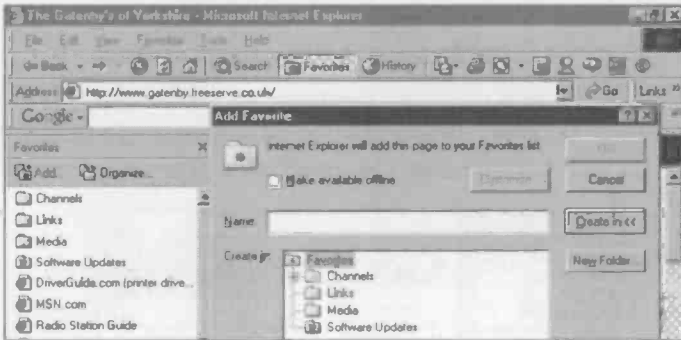 The Gatenby's of Yorkshire - Microsoft Internet Explorer
File Edit View Favorites Tools Help
Back Search Favorites History
Address http://www.gatenby.freeserve.co.uk/ Go Links »
Google
Add Favorite
Favorites
Add... Organize...
Channels
Links
Media
Software Updates
DriverGuide.com (printer drive...
MSN.com
Radio Station Guide
Internet Explorer will add this page to your Favorites list
OK
Make available offline
Customize
Cancel
Name:
Create in <<
Create in:
Favorites
Channels
Links
Media
Software Updates
New Folder...